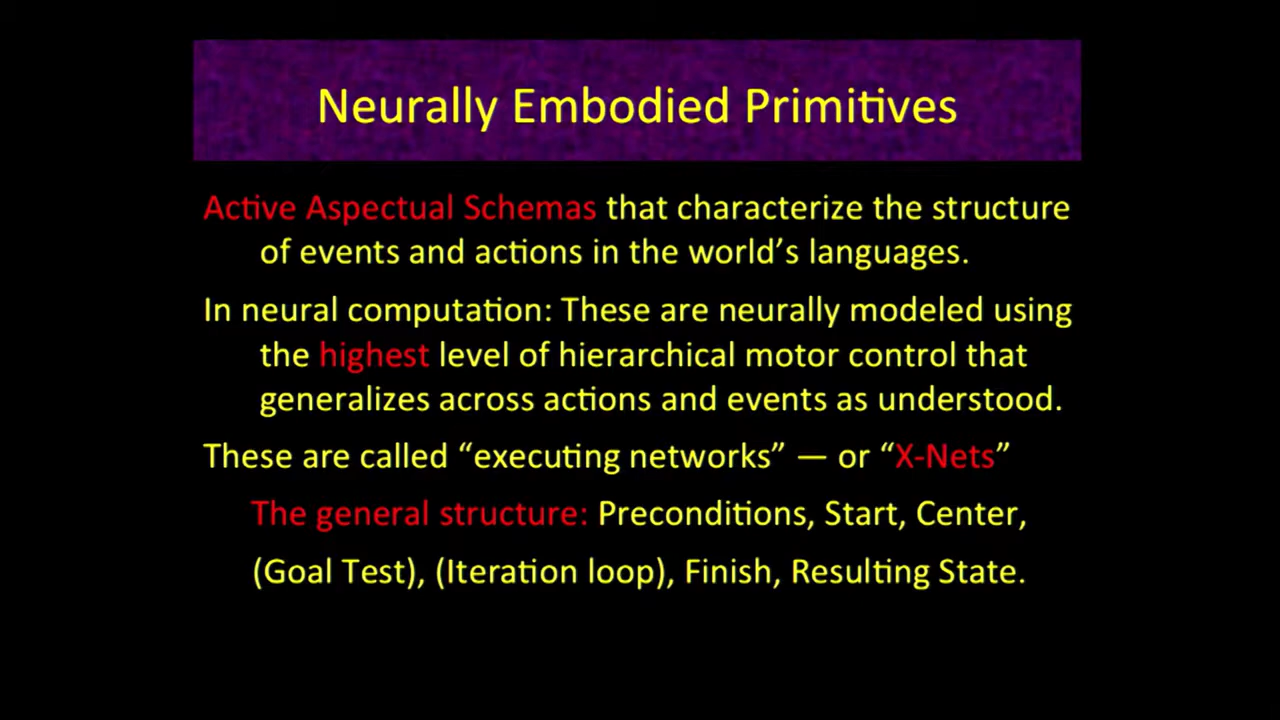 Neurally Embodied Primitives
Active Aspectual Schemas that characterize the structure
of events and actions in the world’s languages.
In neural computation: These are neurally modeled using
the highest level of hierarchical motor control that
generalizes across actions and events as understood.
These are called “executing networks” — or “X-Nets”
The general structure: Preconditions, Start, Center,
(Goal Test), (Iteration loop), Finish, Resulting State.